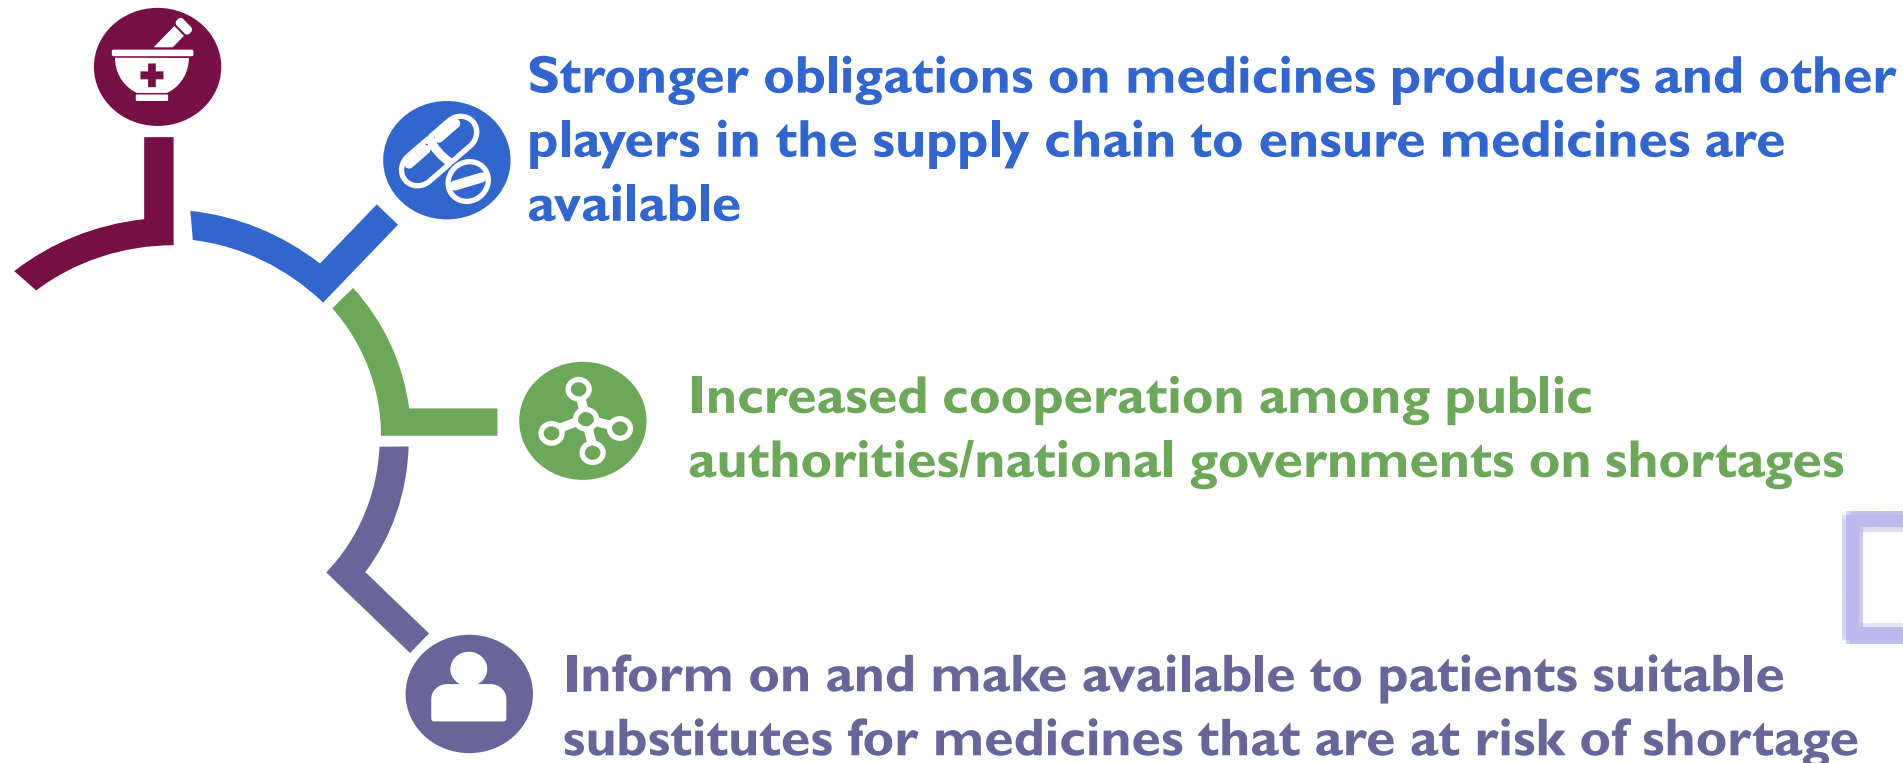 Stronger obligations on medicines producers and other
players in the supply chain to ensure medicines are
available
Increased cooperation among public
authorities/national governments on shortages
Inform on and make available to patients suitable
substitutes for medicines that are at risk of shortage